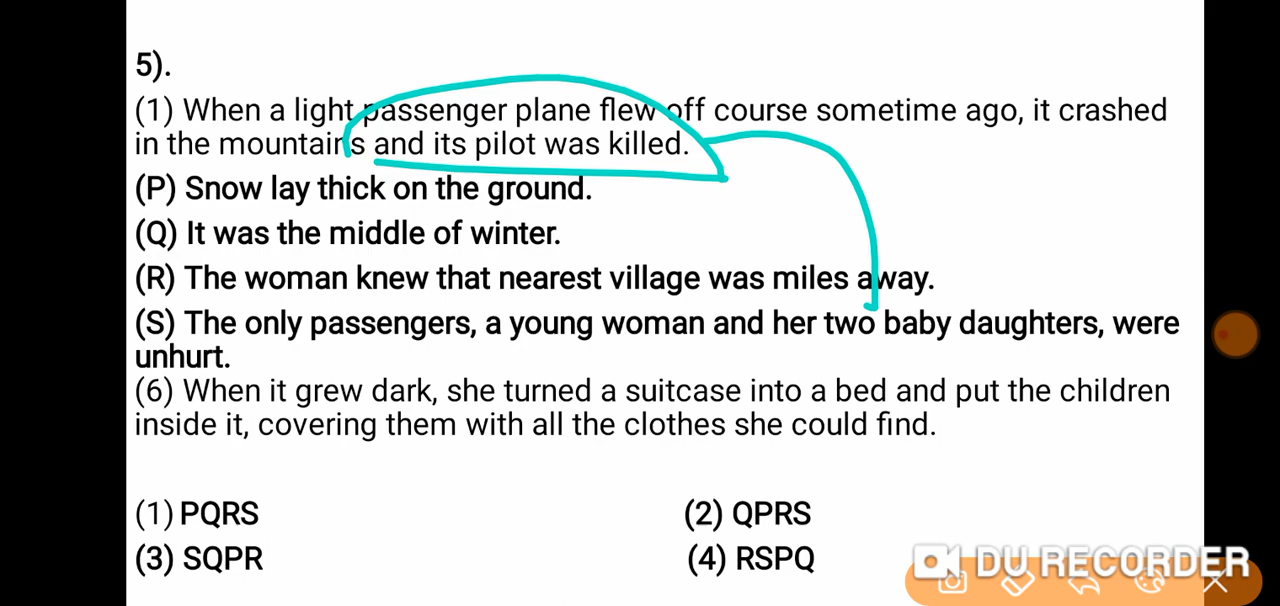 5).
(1) When a light passenger plane flew off course sometime ago, it crashed
in the mountains and its pilot was killed.
(P) Snow lay thick on the ground.
(Q) It was the middle of winter.
(R) The woman knew that nearest village was miles away.
(S) The only passengers, a young woman and her two baby daughters, were
unhurt.
(6) When it grew dark, she turned a suitcase into a bed and put the children
inside it, covering them with all the clothes she could find.
(1) PQRS (2) QPRS
(3) SQPR (4) RSPQ
DU RECORDER